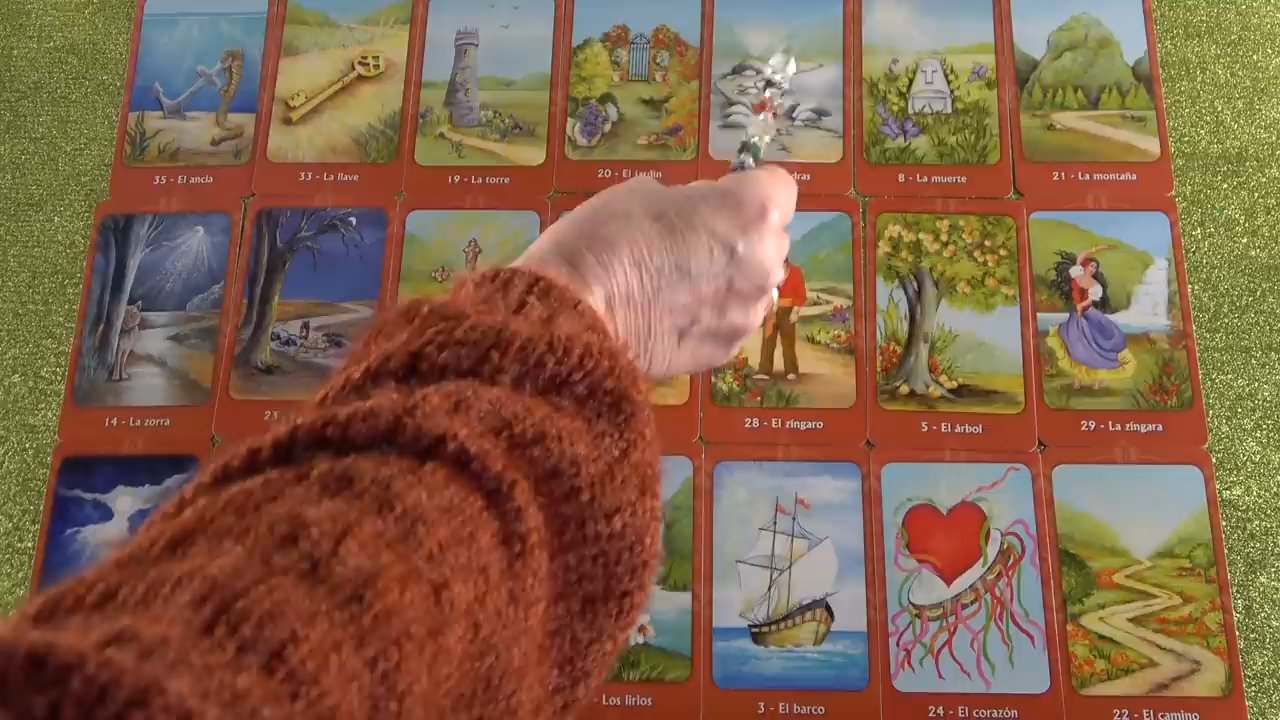 35 - El ancla
33 - La llave
19 - La torre
20 - El jardín
dras
8 - La muerte
21 - La montaña
14 - La zorra
23
28 - El zíngaro
5 - El árbol
29 - La zíngara
- Los lirios
3 - El barco
24 - El corazón
22 - El camino